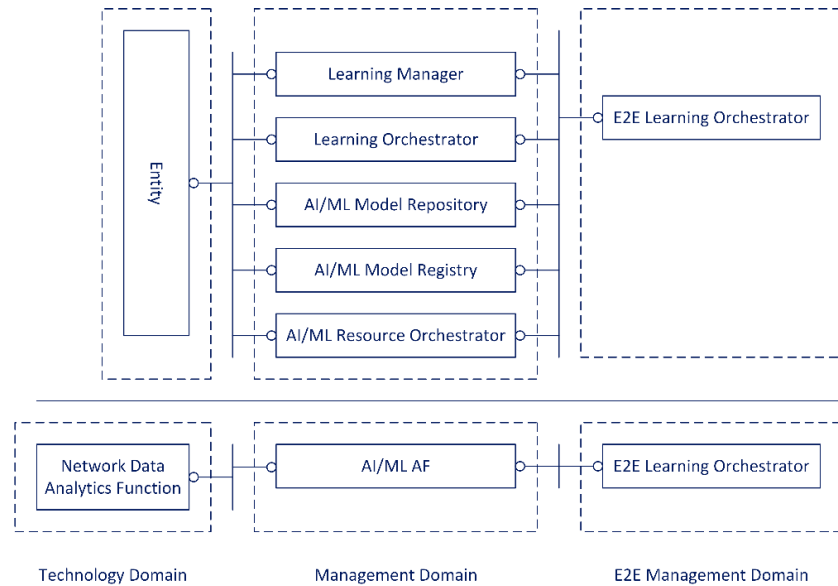 Entity
Learning Manager
Learning Orchestrator
AI/ML Model Repository
AI/ML Model Registry
AI/ML Resource Orchestrator
E2E Learning Orchestrator
Network Data
Analytics Function
AI/ML AF
E2E Learning Orchestrator
Technology Domain
Management Domain
E2E Management Domain